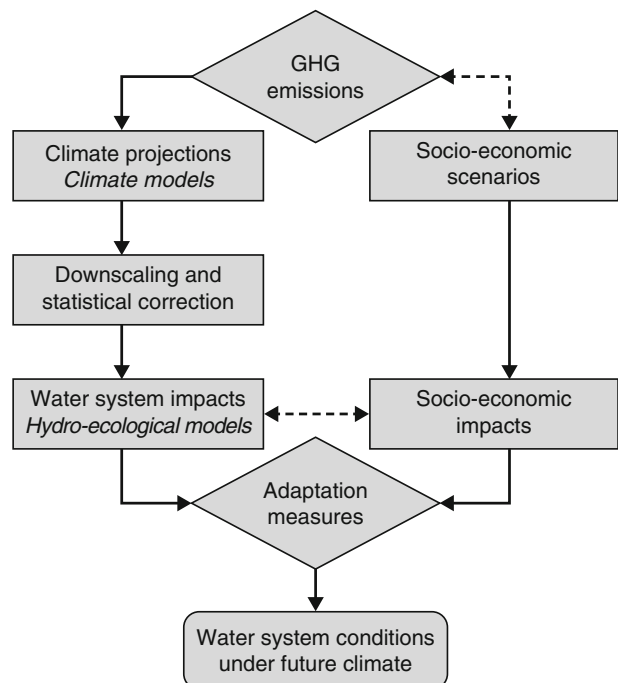 GHG
emissions
Climate projections
Climate models
Socio-economic
scenarios
Downscaling and
statistical correction
Water system impacts
Hydro-ecological models
Socio-economic
impacts
Adaptation
measures
Water system conditions
under future climate